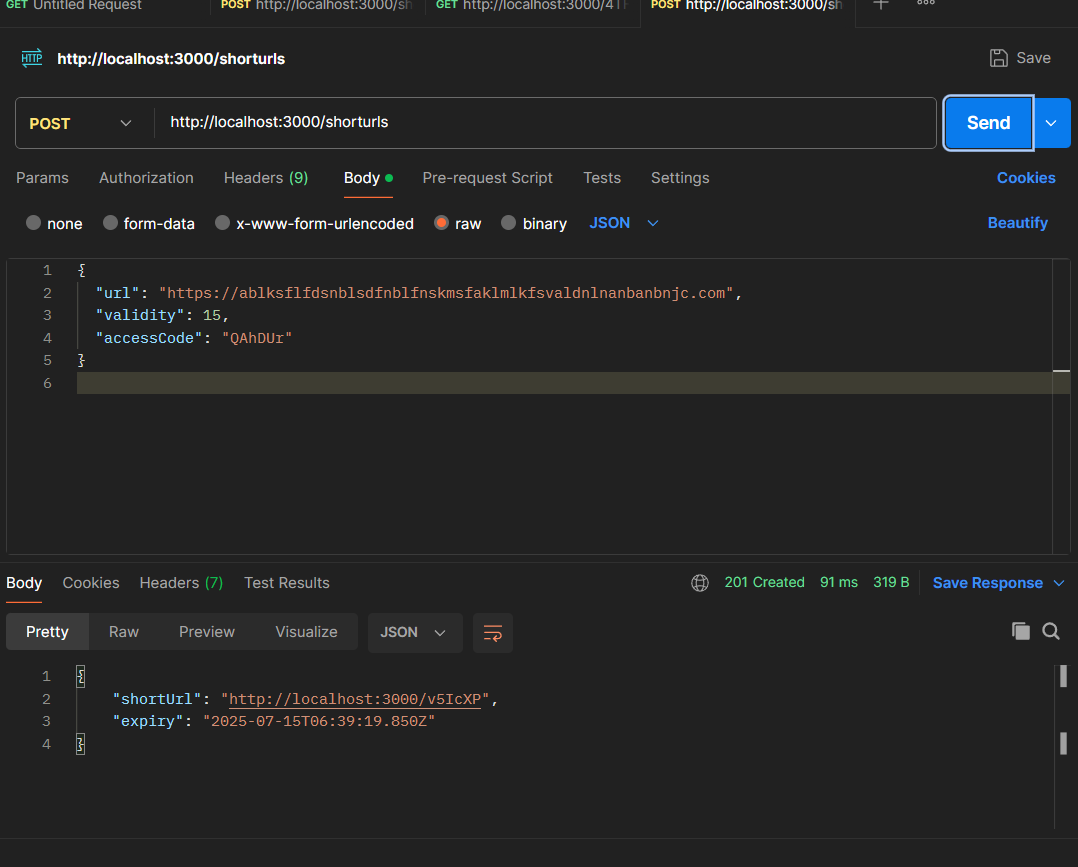 GET Untitled Request POST http://localhost:3000/sh GET http://localhost:3000/4T POST http://localhost:3000/sh
HTTP http://localhost:3000/shorturls Save
POST http://localhost:3000/shorturls Send
Params Authorization Headers (9) Body Pre-request Script Tests Settings Cookies
none form-data x-www-form-urlencoded raw binary JSON Beautify
1 {
2 "url": "https://ablksflfdsnblsdfnblfnskmsfaklmlkfsvaldnlnanbanbnjc.com",
3 "validity": 15,
4 "accessCode": "QAhDUr"
5 }
6
Body Cookies Headers (7) Test Results 201 Created 91 ms 319 B Save Response
Pretty Raw Preview Visualize JSON
1 {
2 "shortUrl": "http://localhost:3000/v5IcXP",
3 "expiry": "2025-07-15T06:39:19.850Z"
4 }